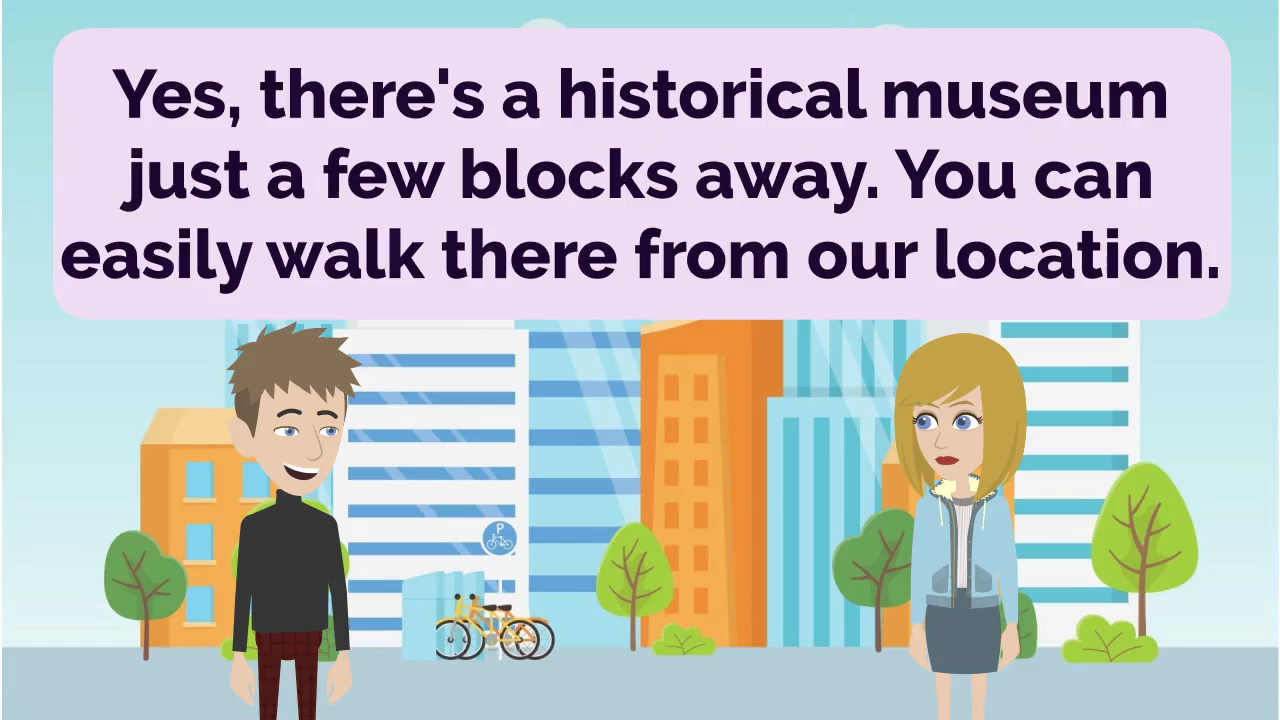 Yes, there's a historical museum
just a few blocks away. You can
easily walk there from our location.
P